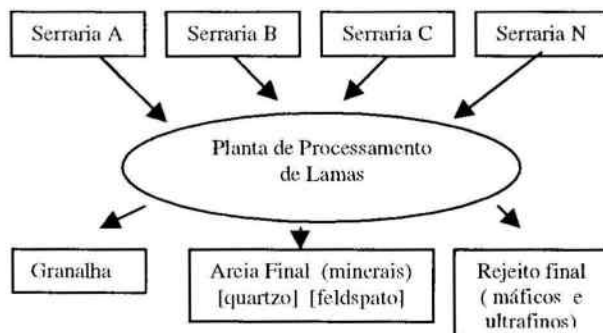 Serraria A
Serraria B
Serraria C
Serraria N
Planta de Processamento
de Lamas
Granalha
Areia Final (minerais)
[quartzo] [feldspato]
Rejeito final
( máficos e
ultrafinos)